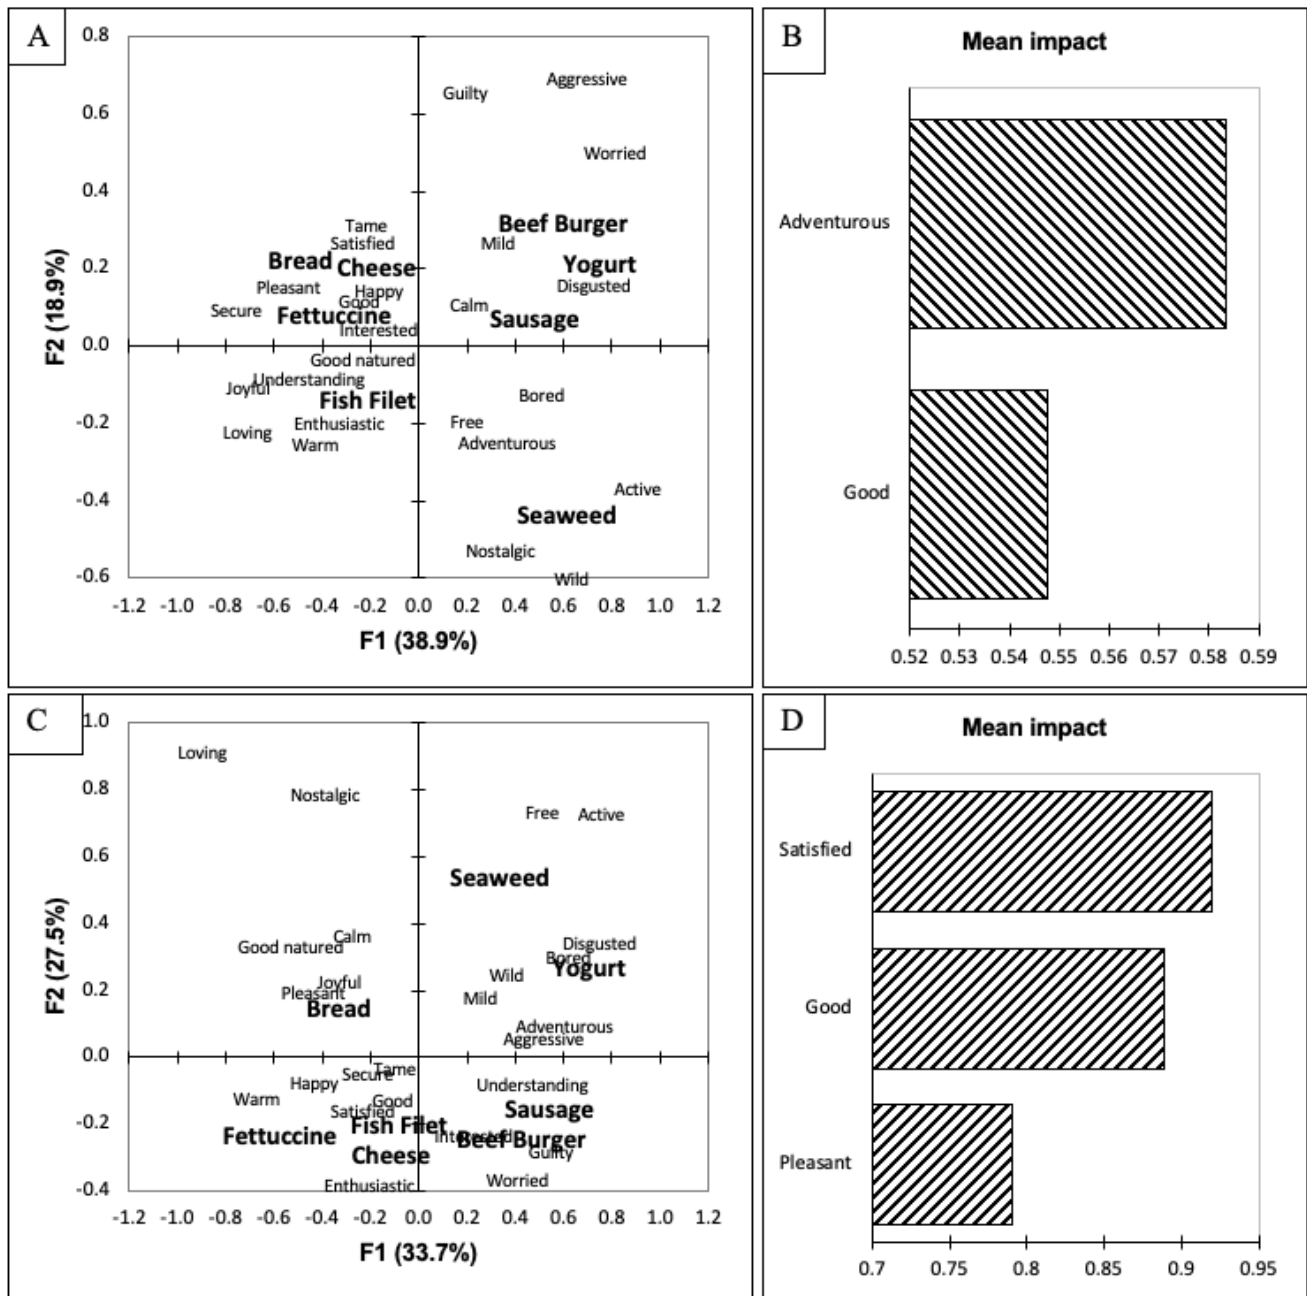 A
0.8
0.6
0.4
0.2
0.0
-0.2
-0.4
-0.6
F2 (18.9%)
Aggressive
Guilty
Worried
Beef Burger
Tame
Mild
Satisfied
Bread
Cheese
Yogurt
Pleasant
Happy
Disgusted
Good
Secure
Calm
Fettuccine
Sausage
Interested
Good natured
Understanding
Joyful
Fish Filet
Bored
Enthusiastic
Free
Loving
Warm
Adventurous
Active
Seaweed
Nostalgic
Wild
-1.2 -1.0 -0.8 -0.6 -0.4 -0.2 0.0 0.2 0.4 0.6 0.8 1.0 1.2
F1 (38.9%)
B
Mean impact
Adventurous
Good
0.52 0.53 0.54 0.55 0.56 0.57 0.58 0.59
C
1.0
0.8
0.6
0.4
0.2
0.0
-0.2
-0.4
F2 (27.5%)
Loving
Nostalgic
Free
Active
Seaweed
Calm
Good natured
Disgusted
Bored
Yogurt
Wild
Joyful
Pleasant
Mild
Bread
Adventurous
Aggressive
Tame
Secure
Happy
Understanding
Warm
Good
Satisfied
Sausage
Fish Filet
Fettuccine
Interested
Beef Burger
Cheese
Guilty
Enthusiastic
Worried
-1.2 -1.0 -0.8 -0.6 -0.4 -0.2 0.0 0.2 0.4 0.6 0.8 1.0 1.2
F1 (33.7%)
D
Mean impact
Satisfied
Good
Pleasant
0.7 0.75 0.8 0.85 0.9 0.95